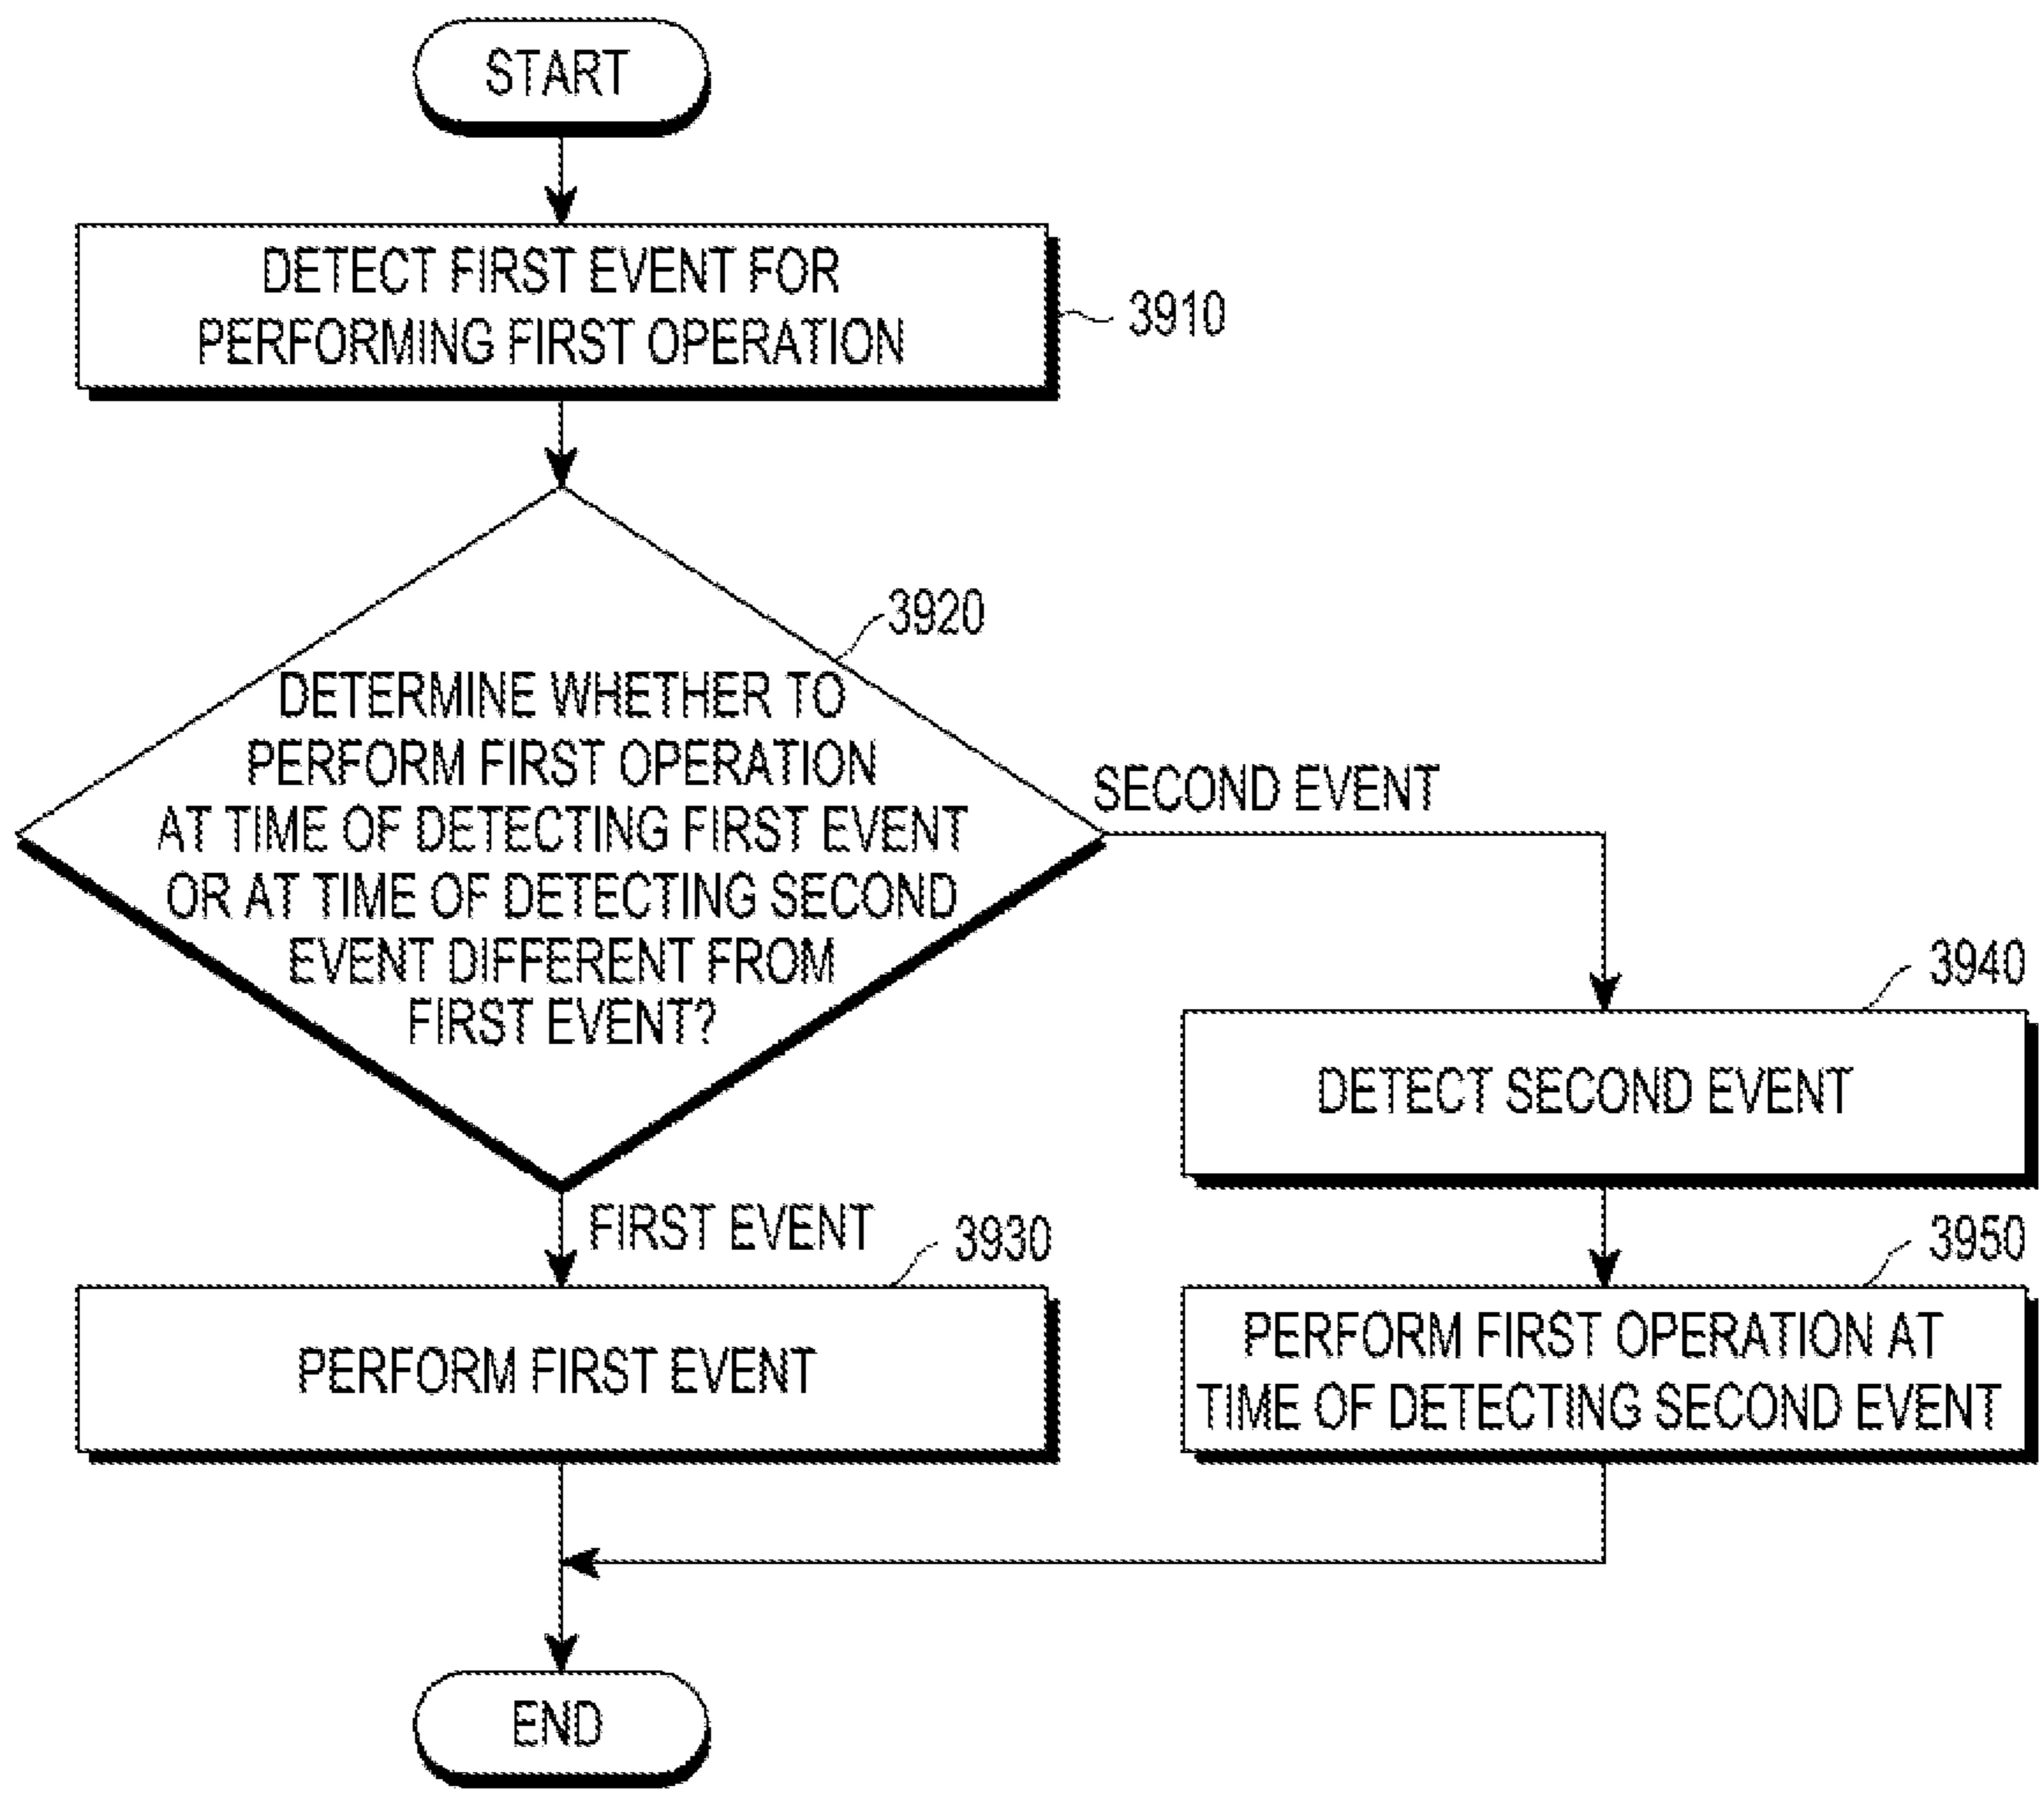 START
DETECT FIRST EVENT FOR
PERFORMING FIRST OPERATION
3910
3920
DETERMINE WHETHER TO
PERFORM FIRST OPERATION
AT TIME OF DETECTING FIRST EVENT
OR AT TIME OF DETECTING SECOND
EVENT DIFFERENT FROM
FIRST EVENT?
SECOND EVENT
3940
DETECT SECOND EVENT
FIRST EVENT
3930
PERFORM FIRST EVENT
3950
PERFORM FIRST OPERATION AT
TIME OF DETECTING SECOND EVENT
END